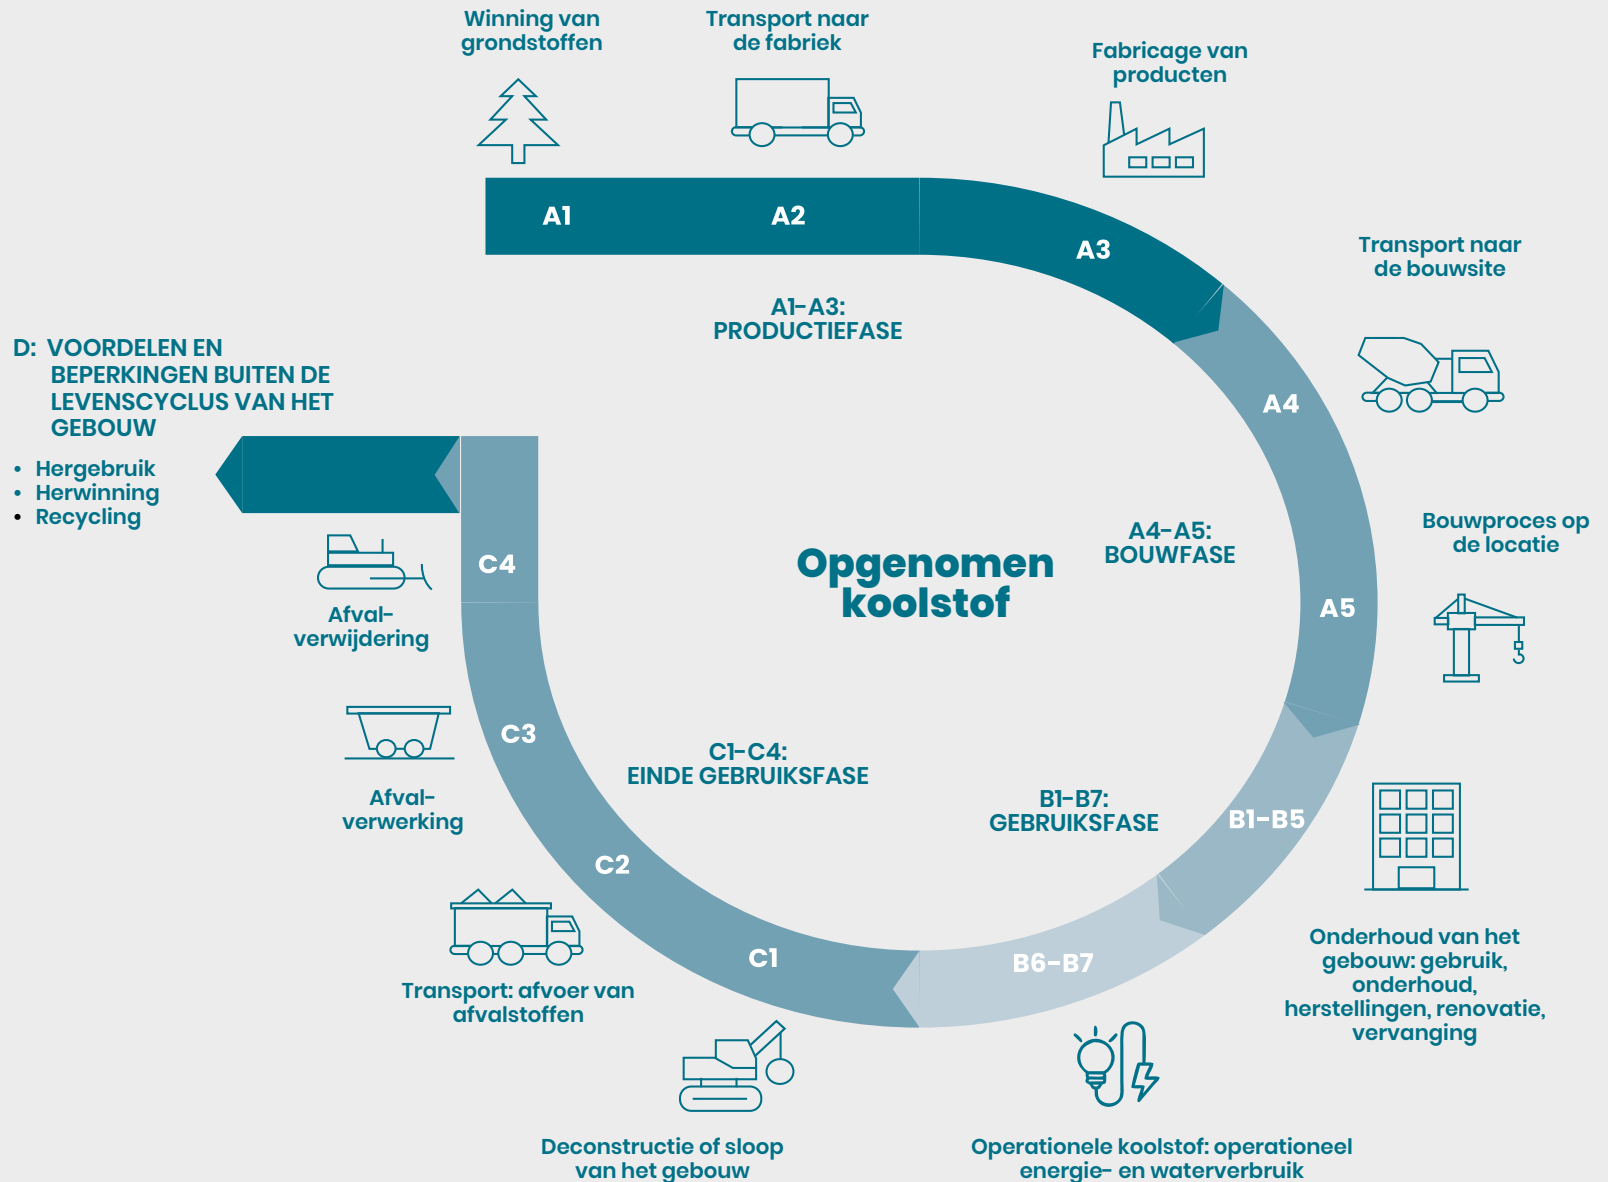 Winning van
grondstoffen
Transport naar
de fabriek
Fabricage van
producten
A1
A2
A3
Transport naar
de bouwsite
A1-A3:
PRODUCTIEFASE
D: VOORDELEN EN
BEPERKINGEN BUITEN DE
LEVENSCYCLUS VAN HET
GEBOUW
• Hergebruik
• Herwinning
• Recycling
A4
A4-A5:
BOUWFASE
Bouwproces op
de locatie
A5
Opgenomen
koolstof
C4
Afval-
verwijdering
C3
Afval-
verwerking
C1-C4:
EINDE GEBRUIKSFASE
B1-B7:
GEBRUIKSFASE
B1-B5
Onderhoud van het
gebouw: gebruik,
onderhoud,
herstellingen, renovatie,
vervanging
C2
Transport: afvoer van
afvalstoffen
C1
B6-B7
Deconstructie of sloop
van het gebouw
Operationele koolstof: operationeel
energie- en waterverbruik